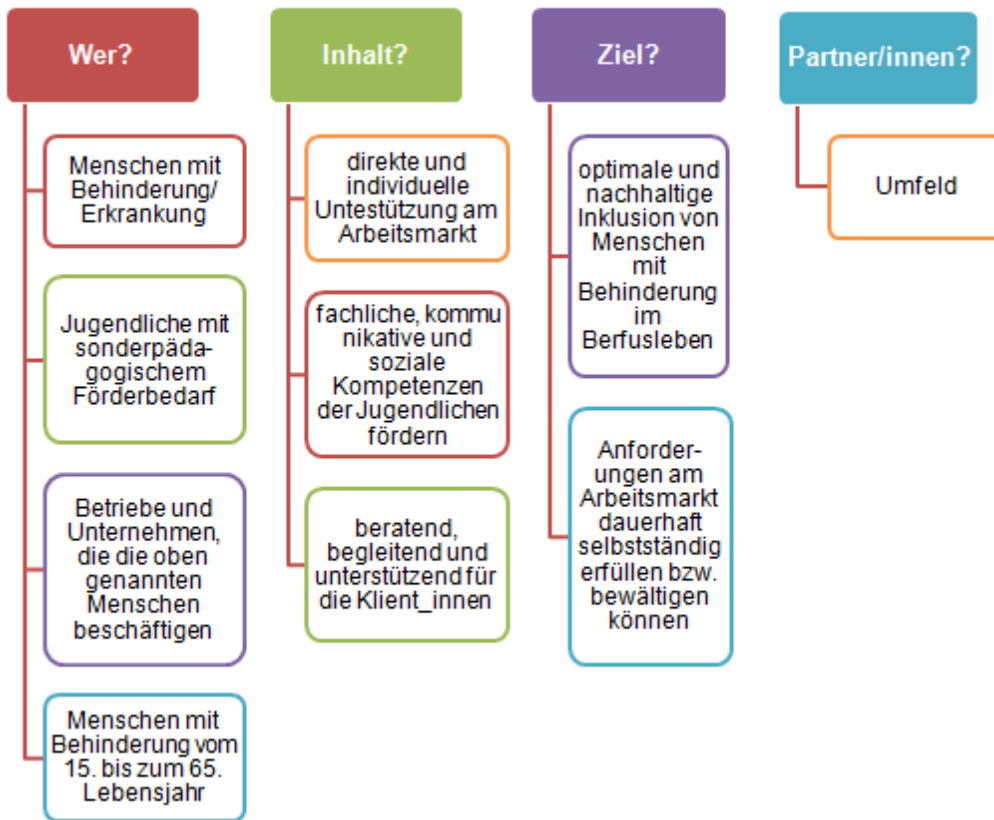 Wer?
Menschen mit
Behinderung/
Erkrankung
Jugendliche mit
sonderpäda-
gogischem
Förderbedarf
Betriebe und
Unternehmen,
die die oben
genannten
Menschen
beschäftigen
Menschen mit
Behinderung vom
15. bis zum 65.
Lebensjahr
Inhalt?
direkte und
individuelle
Untestützung am
Arbeitsmarkt
fachliche, kommu
nikative und
soziale
Kompetenzen
der Jugendlichen
fördern
beratend,
begleitend und
unterstützend für
die Klient_innen
Ziel?
optimale und
nachhaltige
Inklusion von
Menschen
mit
Behinderung
im
Berfusleben
Anforder-
ungen am
Arbeitsmarkt
dauerhaft
selbstständig
erfüllen bzw.
bewältigen
können
Partner/innen?
Umfeld